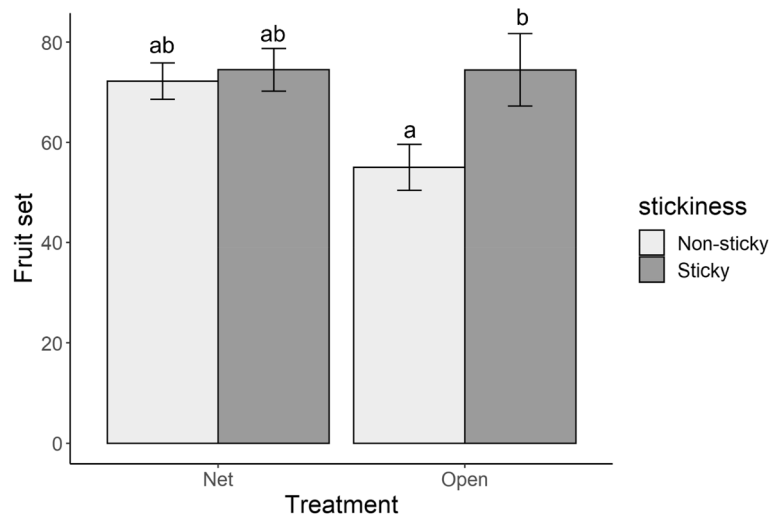 b
ab
ab
80
a
60
Fruit set
stickiness
Non-sticky
Sticky
40
20
0
Net
Open
Treatment